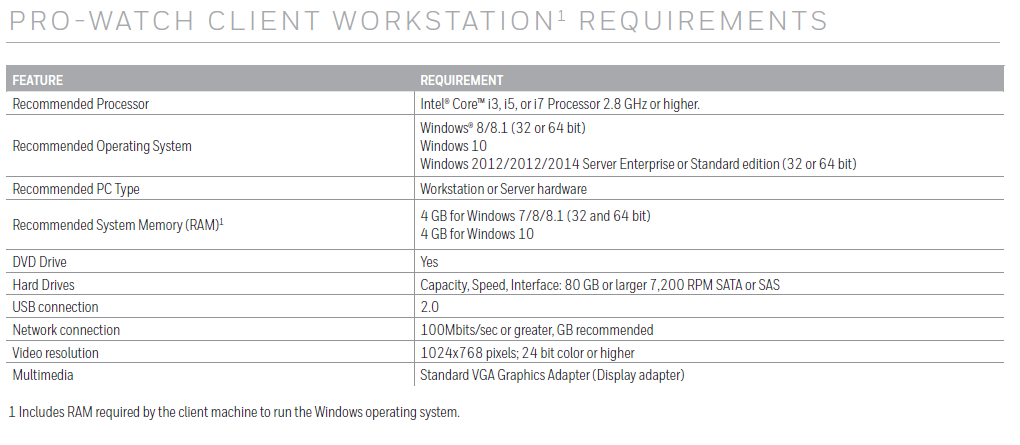 PRO-WATCH CLIENT WORKSTATION¹ REQUIREMENTS
FEATURE REQUIREMENT
Recommended Processor Intel® Core™ i3, i5, or i7 Processor 2.8 GHz or higher.
Recommended Operating System
Windows® 8/8.1 (32 or 64 bit)
Windows 10
Windows 2012/2012/2014 Server Enterprise or Standard edition (32 or 64 bit)
Recommended PC Type Workstation or Server hardware
Recommended System Memory (RAM)¹
4 GB for Windows 7/8/8.1 (32 and 64 bit)
4 GB for Windows 10
DVD Drive Yes
Hard Drives Capacity, Speed, Interface: 80 GB or larger 7,200 RPM SATA or SAS
USB connection 2.0
Network connection 100Mbits/sec or greater, GB recommended
Video resolution 1024x768 pixels; 24 bit color or higher
Multimedia Standard VGA Graphics Adapter (Display adapter)
1 Includes RAM required by the client machine to run the Windows operating system.